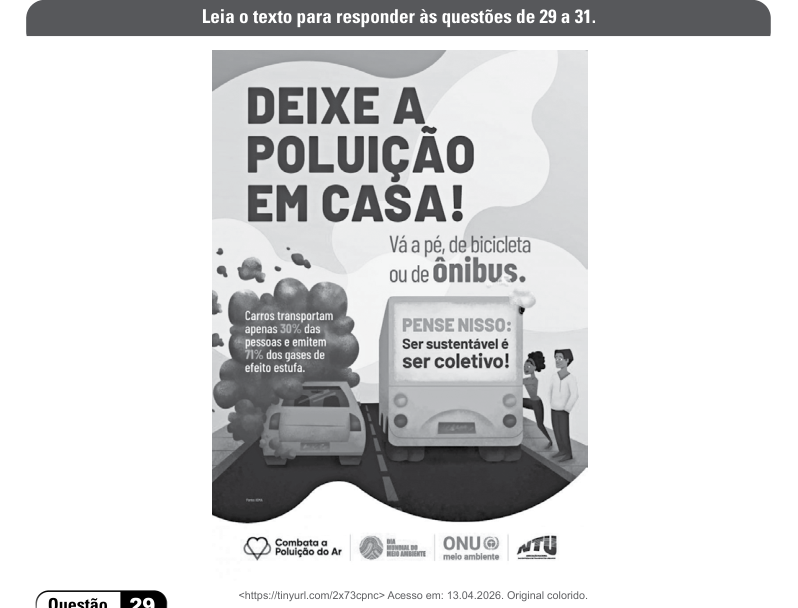 Leia o texto para responder às questões de 29 a 31.
DEIXE A
POLUIÇÃO
EM CASA!
Vá a pé, de bicicleta
ou de ônibus.
Carros transportam
apenas 30% das
pessoas e emitem
71% dos gases de
efeito estufa.
PENSE NISSO:
Ser sustentável é
ser coletivo!
Combata a
Poluição do Ar
DIA
MUNDIAL DO
MEIO AMBIENTE
ONU
meio ambiente
NTU
<https://tinyurl.com/2x73cpnc> Acesso em: 13.04.2026. Original colorido.
Questão 29